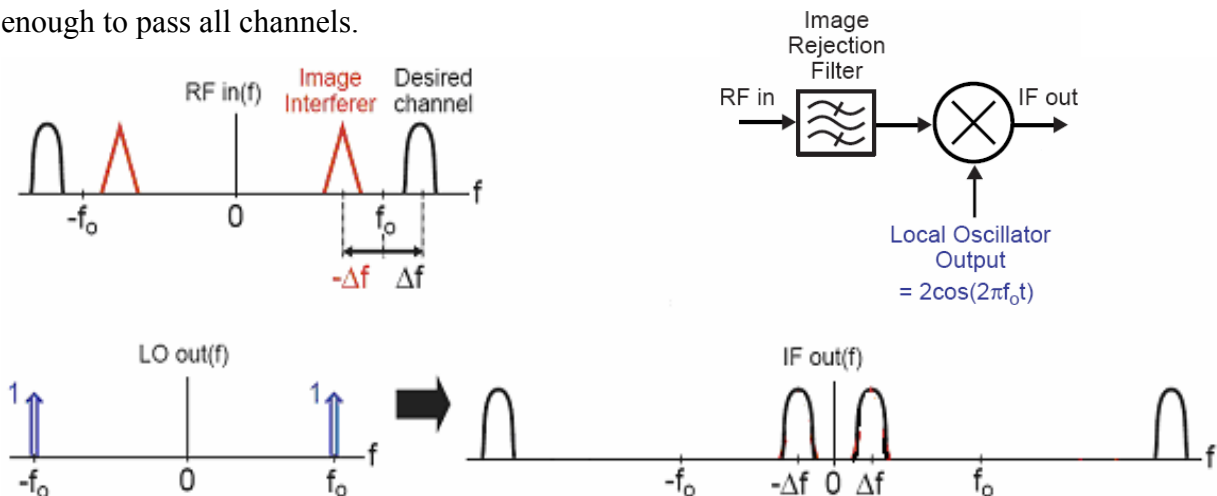 enough to pass all channels.
RF in(f)
Image
Interferer
Desired
channel
-fo
0
fo
f
-Δf
Δf
Image
Rejection
Filter
RF in
IF out
Local Oscillator
Output
= 2cos(2πfot)
LO out(f)
1
1
-fo
0
fo
f
IF out(f)
-fo
-Δf
0
Δf
fo
f